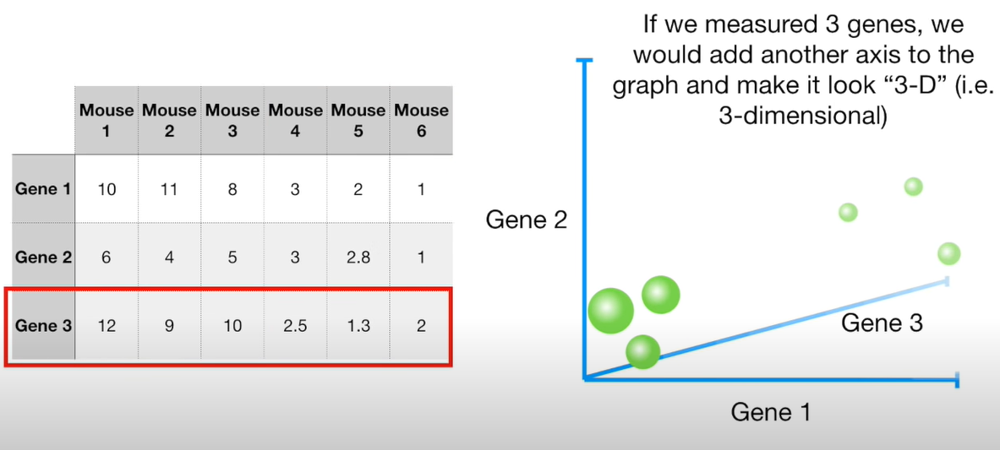 If we measured 3 genes, we
would add another axis to the
graph and make it look “3-D” (i.e.
3-dimensional)
Mouse 1 Mouse 2 Mouse 3 Mouse 4 Mouse 5 Mouse 6
Gene 1 10 11 8 3 2 1
Gene 2 6 4 5 3 2.8 1
Gene 3 12 9 10 2.5 1.3 2
Gene 2
Gene 3
Gene 1